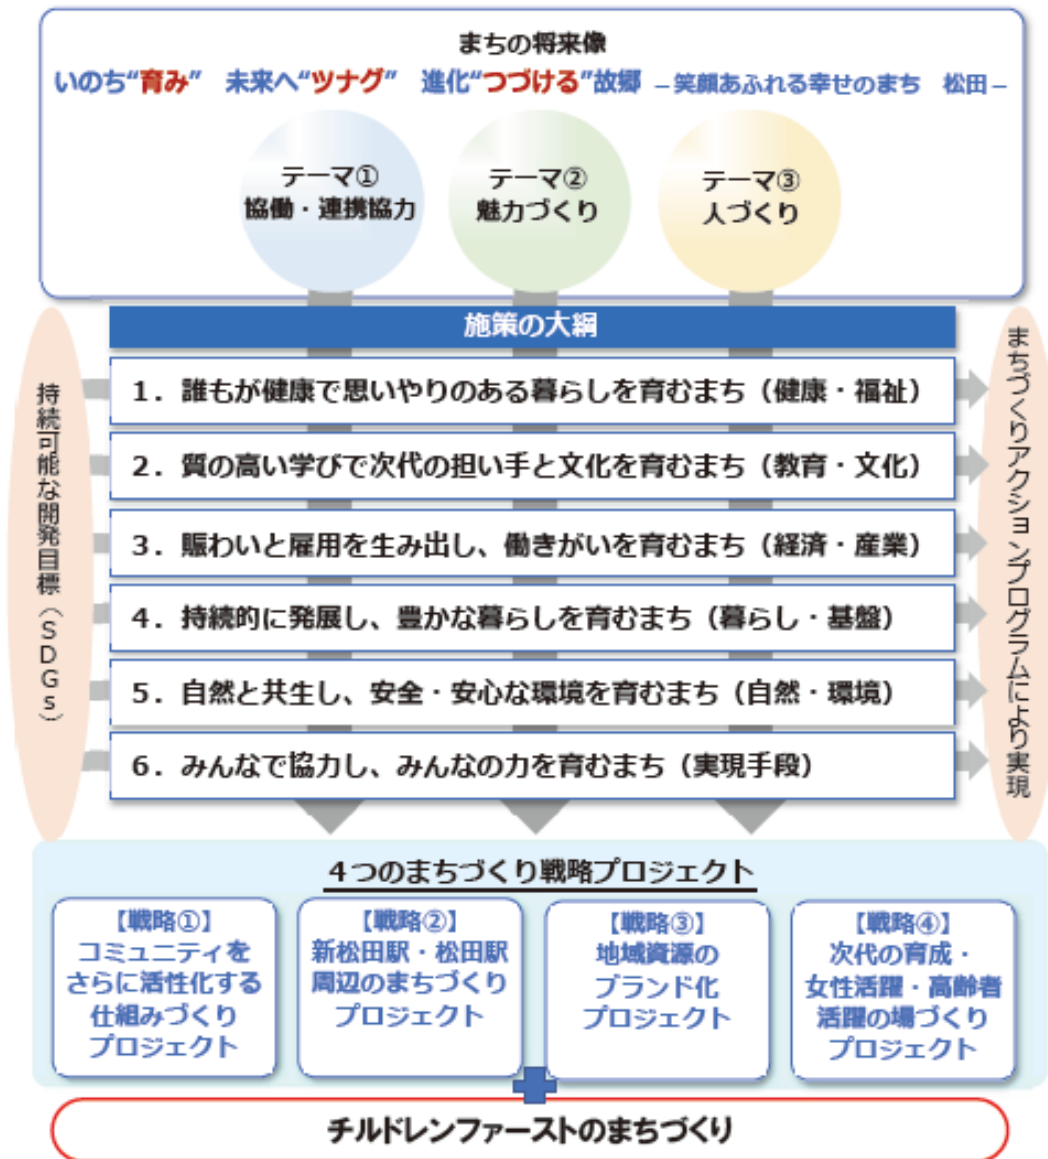 まちの将来像
いのち“育み”　未来へ“ツナグ”　進化“つづける”故郷 －笑顔あふれる幸せのまち　松田－
テーマ①
協働・連携協力
テーマ②
魅力づくり
テーマ③
人づくり
施策の大綱
持続可能な開発目標（SDGs）
1．誰もが健康で思いやりのある暮らしを育むまち（健康・福祉）
2．質の高い学びで次代の担い手と文化を育むまち（教育・文化）
3．賑わいと雇用を生み出し、働きがいを育むまち（経済・産業）
4．持続的に発展し、豊かな暮らしを育むまち（暮らし・基盤）
5．自然と共生し、安全・安心な環境を育むまち（自然・環境）
6．みんなで協力し、みんなの力を育むまち（実現手段）
まちづくりアクションプログラムにより実現
４つのまちづくり戦略プロジェクト
【戦略①】
コミュニティを
さらに活性化する
仕組みづくり
プロジェクト
【戦略②】
新松田駅・松田駅
周辺のまちづくり
プロジェクト
【戦略③】
地域資源の
ブランド化
プロジェクト
【戦略④】
次代の育成・
女性活躍・高齢者
活躍の場づくり
プロジェクト
チルドレンファーストのまちづくり